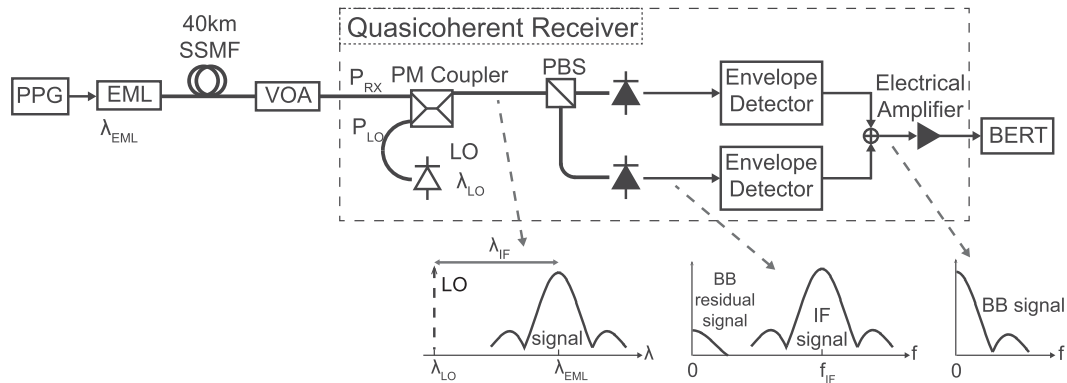 Quasicoherent Receiver
40km
SSMF
PPG
EML
λEML
VOA
PRX
PM Coupler
PLO
LO
λLO
PBS
Envelope
Detector
Envelope
Detector
Electrical
Amplifier
BERT
λIF
LO
signal
λLO
λEML
λ
BB
residual
signal
IF
signal
0
fIF
f
BB signal
0
f